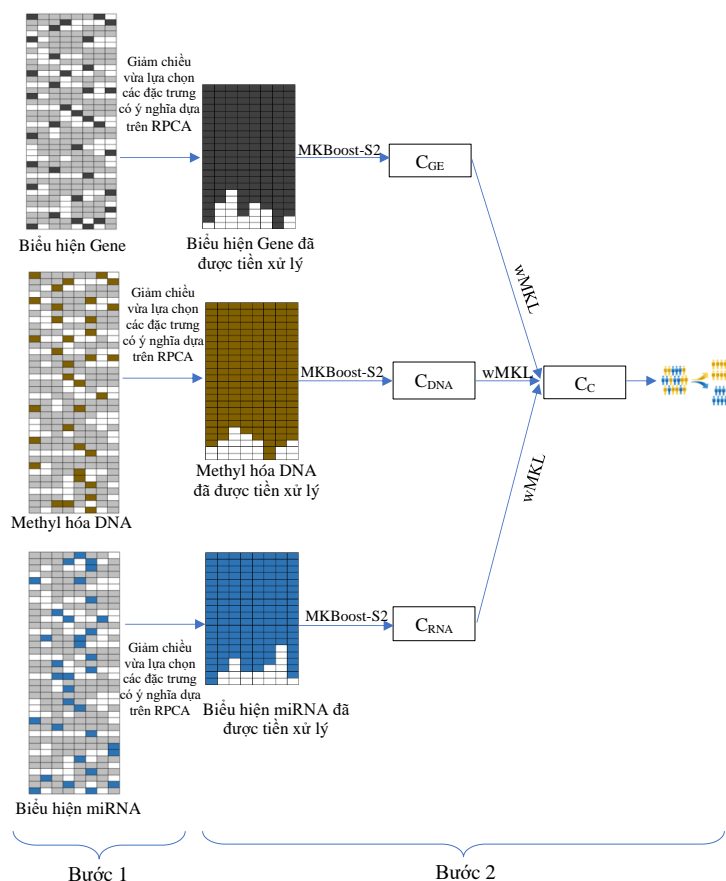 Giảm chiều
vừa lựa chọn
các đặc trưng
có ý nghĩa dựa
trên RPCA
MKBoost-S2
C_GE
Biểu hiện Gene
Biểu hiện Gene đã
được tiền xử lý
wMKL
Giảm chiều
vừa lựa chọn
các đặc trưng
có ý nghĩa dựa
trên RPCA
MKBoost-S2
C_DNA
wMKL
C_C
Methyl hóa DNA
đã được tiền xử lý
Methyl hóa DNA
wMKL
MKBoost-S2
C_RNA
Giảm chiều
vừa lựa chọn
các đặc trưng
có ý nghĩa dựa
trên RPCA
Biểu hiện miRNA đã
được tiền xử lý
Biểu hiện miRNA
Bước 1
Bước 2